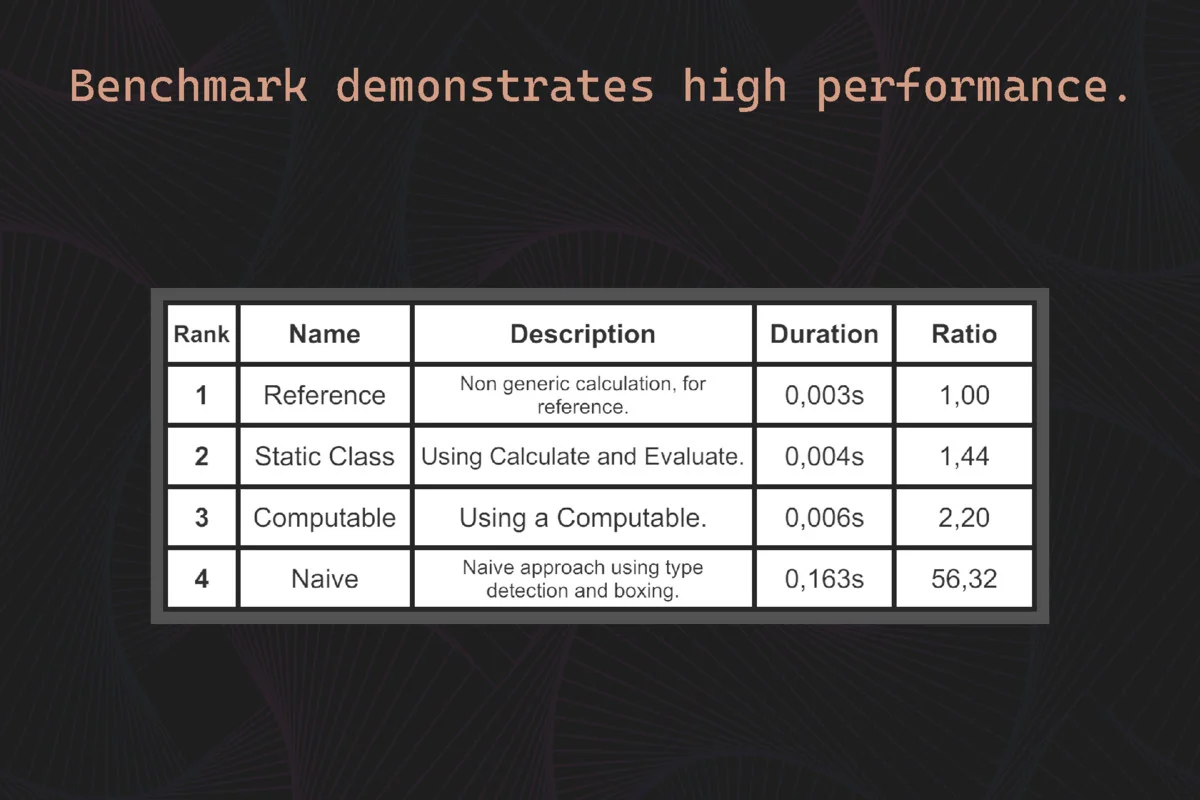 Benchmark demonstrates high performance.
Rank Name Description Duration Ratio
1 Reference Non generic calculation, for reference. 0,003s 1,00
2 Static Class Using Calculate and Evaluate. 0,004s 1,44
3 Computable Using a Computable. 0,006s 2,20
4 Naive Naive approach using type detection and boxing. 0,163s 56,32